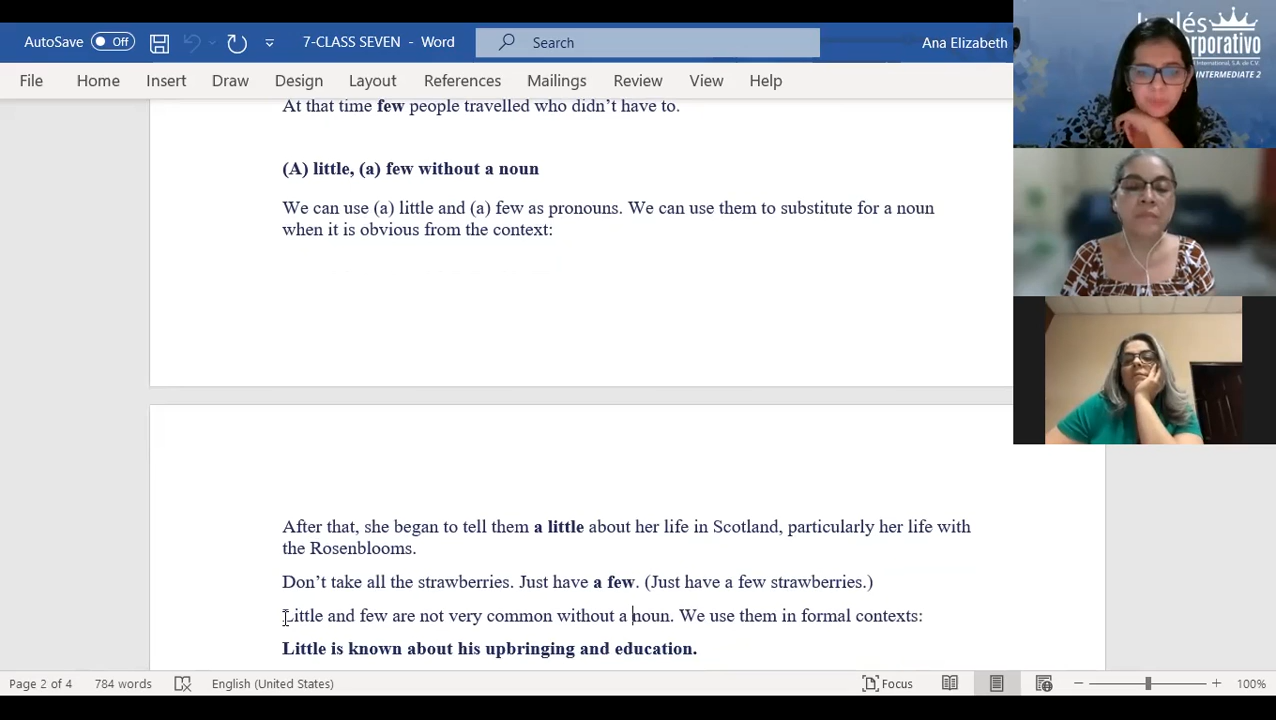 AutoSave Off 7-CLASS SEVEN - Word Search Ana Elizabeth
File Home Insert Draw Design Layout References Mailings Review View Help
At that time few people travelled who didn't have to.
(A) little, (a) few without a noun
We can use (a) little and (a) few as pronouns. We can use them to substitute for a noun
when it is obvious from the context:
After that, she began to tell them a little about her life in Scotland, particularly her life with
the Rosenblooms.
Don't take all the strawberries. Just have a few. (Just have a few strawberries.)
Little and few are not very common without a noun. We use them in formal contexts:
Little is known about his upbringing and education.
Page 2 of 4 784 words English (United States) Focus 100%
International, S.A. de C.V.
INTERMEDIATE 2